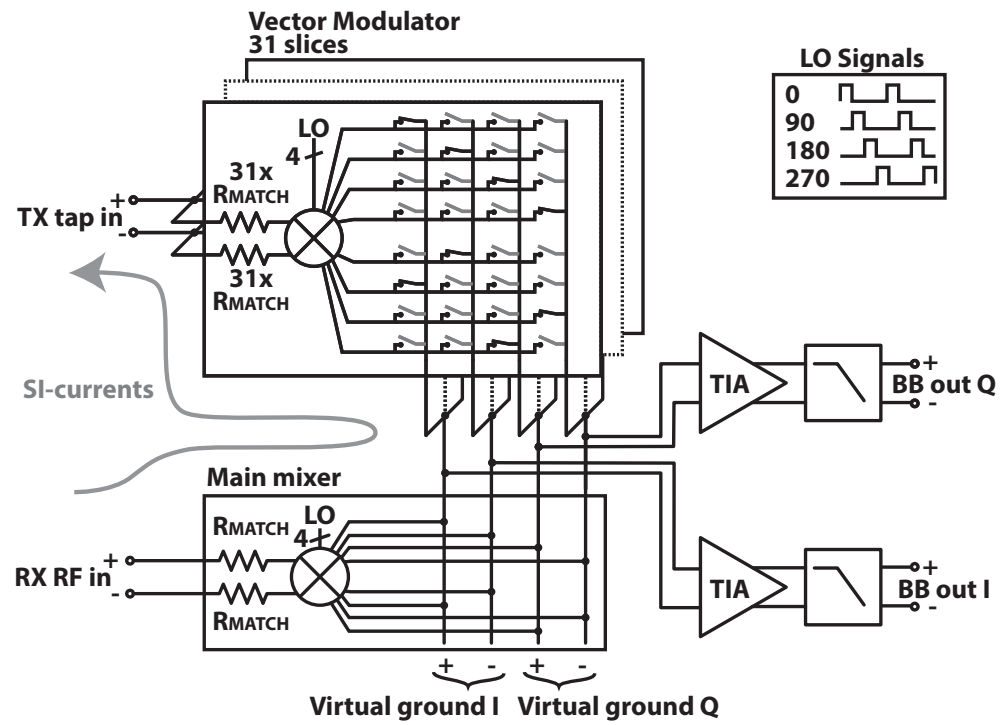 Vector Modulator
31 slices
LO Signals
0
90
180
270
LO
4
31x
RMATCH
TX tap in
+
-
31x
RMATCH
SI-currents
TIA
+
BB out Q
-
Main mixer
LO
4
RMATCH
RX RF in
+
-
RMATCH
TIA
+
BB out I
-
+ - + -
Virtual ground I Virtual ground Q